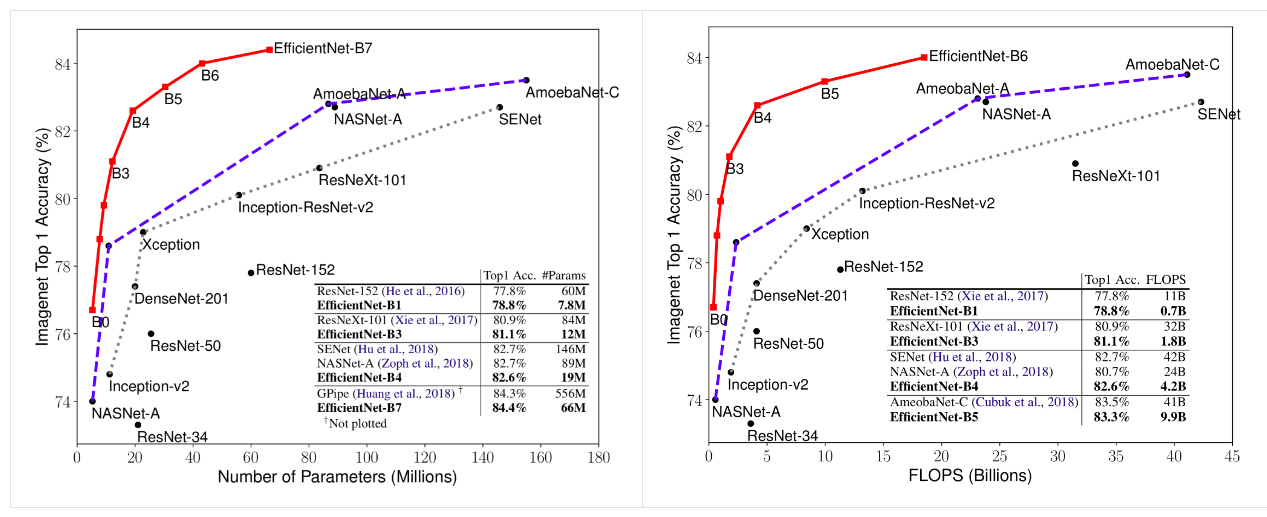 EfficientNet-B7
84
B6
AmoebaNet-C
B5
AmoebaNet-A
NASNet-A
SENet
B4
82
B3
ResNeXt-101
80
Inception-ResNet-v2
Xception
78
ResNet-152
DenseNet-201
B0
76
ResNet-50
Inception-v2
74
NASNet-A
ResNet-34
Imagenet Top 1 Accuracy (%)
Top1 Acc. #Params
ResNet-152 (He et al., 2016) 77.8% 60M
EfficientNet-B1 78.8% 7.8M
ResNeXt-101 (Xie et al., 2017) 80.9% 84M
EfficientNet-B3 81.1% 12M
SENet (Hu et al., 2018) 82.7% 146M
NASNet-A (Zoph et al., 2018) 82.7% 89M
EfficientNet-B4 82.6% 19M
GPipe (Huang et al., 2018) † 84.3% 556M
EfficientNet-B7 84.4% 66M
†Not plotted
0 20 40 60 80 100 120 140 160 180
Number of Parameters (Millions)
EfficientNet-B6
84
AmoebaNet-C
B5
AmoebaNet-A
NASNet-A
SENet
B4
82
B3
ResNeXt-101
80
Inception-ResNet-v2
Xception
78
ResNet-152
DenseNet-201
B0
76
ResNet-50
Inception-v2
74
NASNet-A
ResNet-34
Imagenet Top 1 Accuracy (%)
Top1 Acc. FLOPS
ResNet-152 (Xie et al., 2017) 77.8% 11B
EfficientNet-B1 78.8% 0.7B
ResNeXt-101 (Xie et al., 2017) 80.9% 32B
EfficientNet-B3 81.1% 1.8B
SENet (Hu et al., 2018) 82.7% 42B
NASNet-A (Zoph et al., 2018) 80.7% 24B
EfficientNet-B4 82.6% 4.2B
AmeobaNet-C (Cubuk et al., 2018) 83.5% 41B
EfficientNet-B5 83.3% 9.9B
0 5 10 15 20 25 30 35 40 45
FLOPS (Billions)